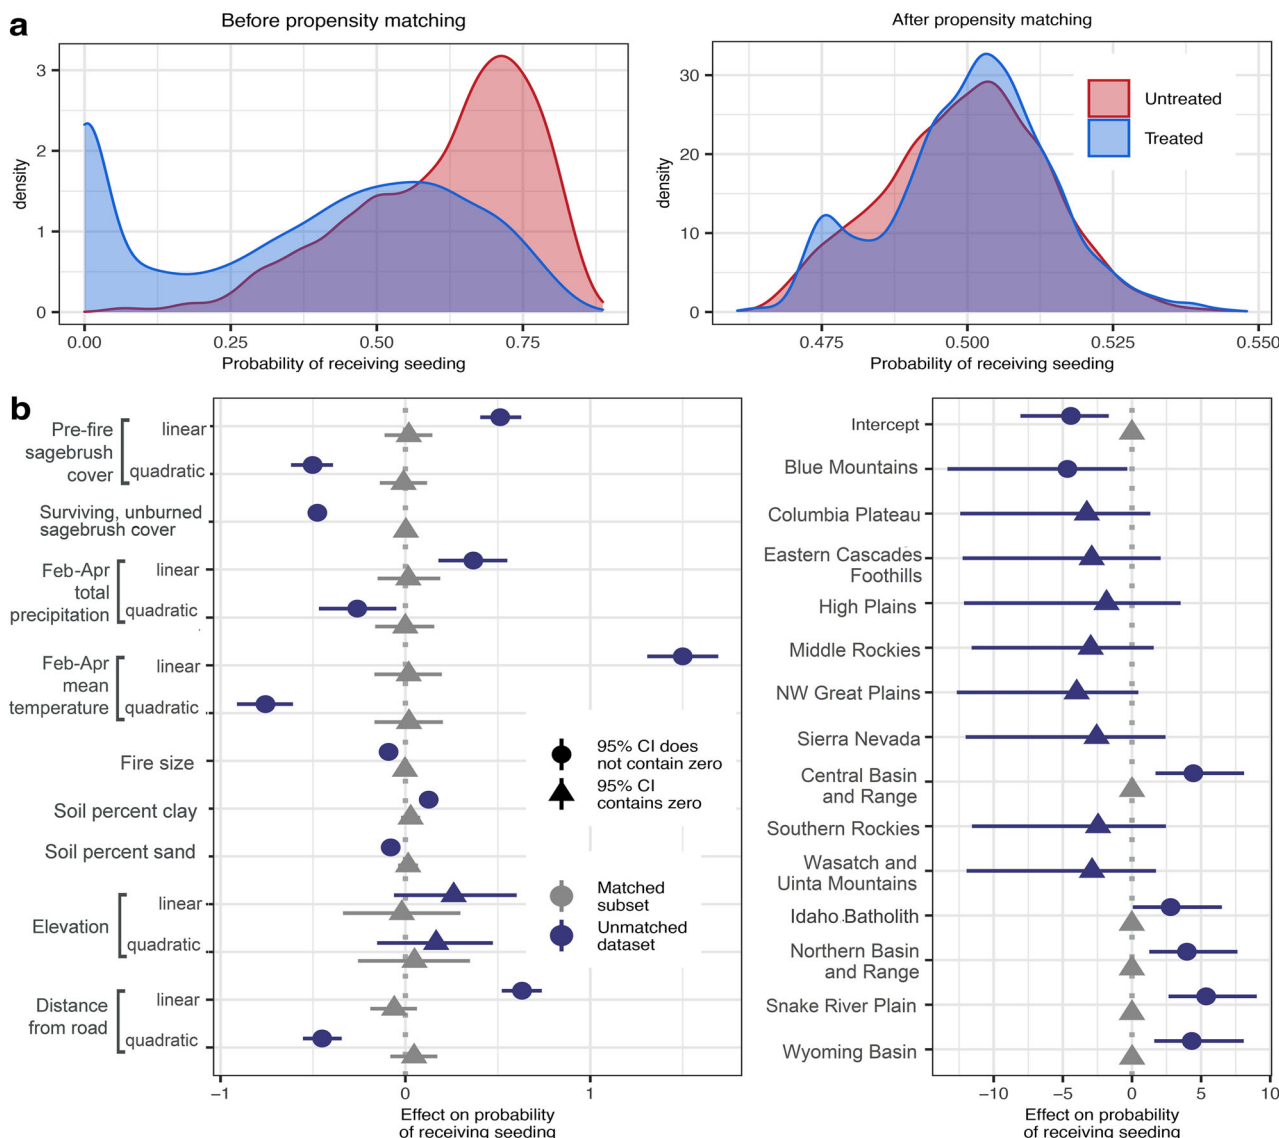 a
Before propensity matching
After propensity matching
density
3
2
1
0
0.00
0.25
0.50
0.75
Probability of receiving seeding
density
30
20
10
0
0.475
0.500
0.525
0.550
Probability of receiving seeding
Untreated
Treated
b
Pre-fire
sagebrush
cover
linear
quadratic
Surviving, unburned
sagebrush cover
Feb-Apr
total
precipitation
linear
quadratic
Feb-Apr
mean
temperature
linear
quadratic
Fire size
Soil percent clay
Soil percent sand
Elevation
linear
quadratic
Distance
from road
linear
quadratic
95% CI does
not contain zero
95% CI
contains zero
Matched
subset
Unmatched
dataset
−1
0
1
Effect on probability
of receiving seeding
Intercept
Blue Mountains
Columbia Plateau
Eastern Cascades
Foothills
High Plains
Middle Rockies
NW Great Plains
Sierra Nevada
Central Basin
and Range
Southern Rockies
Wasatch and
Uinta Mountains
Idaho Batholith
Northern Basin
and Range
Snake River Plain
Wyoming Basin
−10
−5
0
5
10
Effect on probability
of receiving seeding